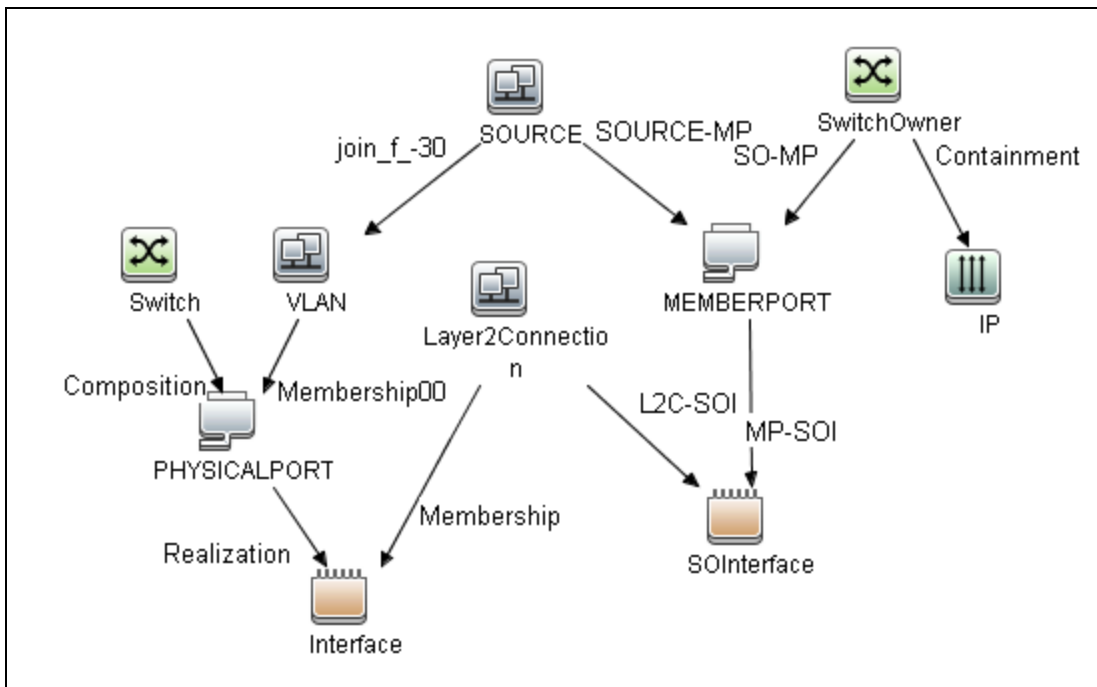 SOURCE
SwitchOwner
join_f_-30
SOURCE-MP
SO-MP
Containment
Switch
VLAN
MEMBERPORT
IP
Layer2Connectio
n
Composition
Membership00
L2C-SOI
MP-SOI
PHYSICALPORT
Membership
Realization
SOInterface
Interface